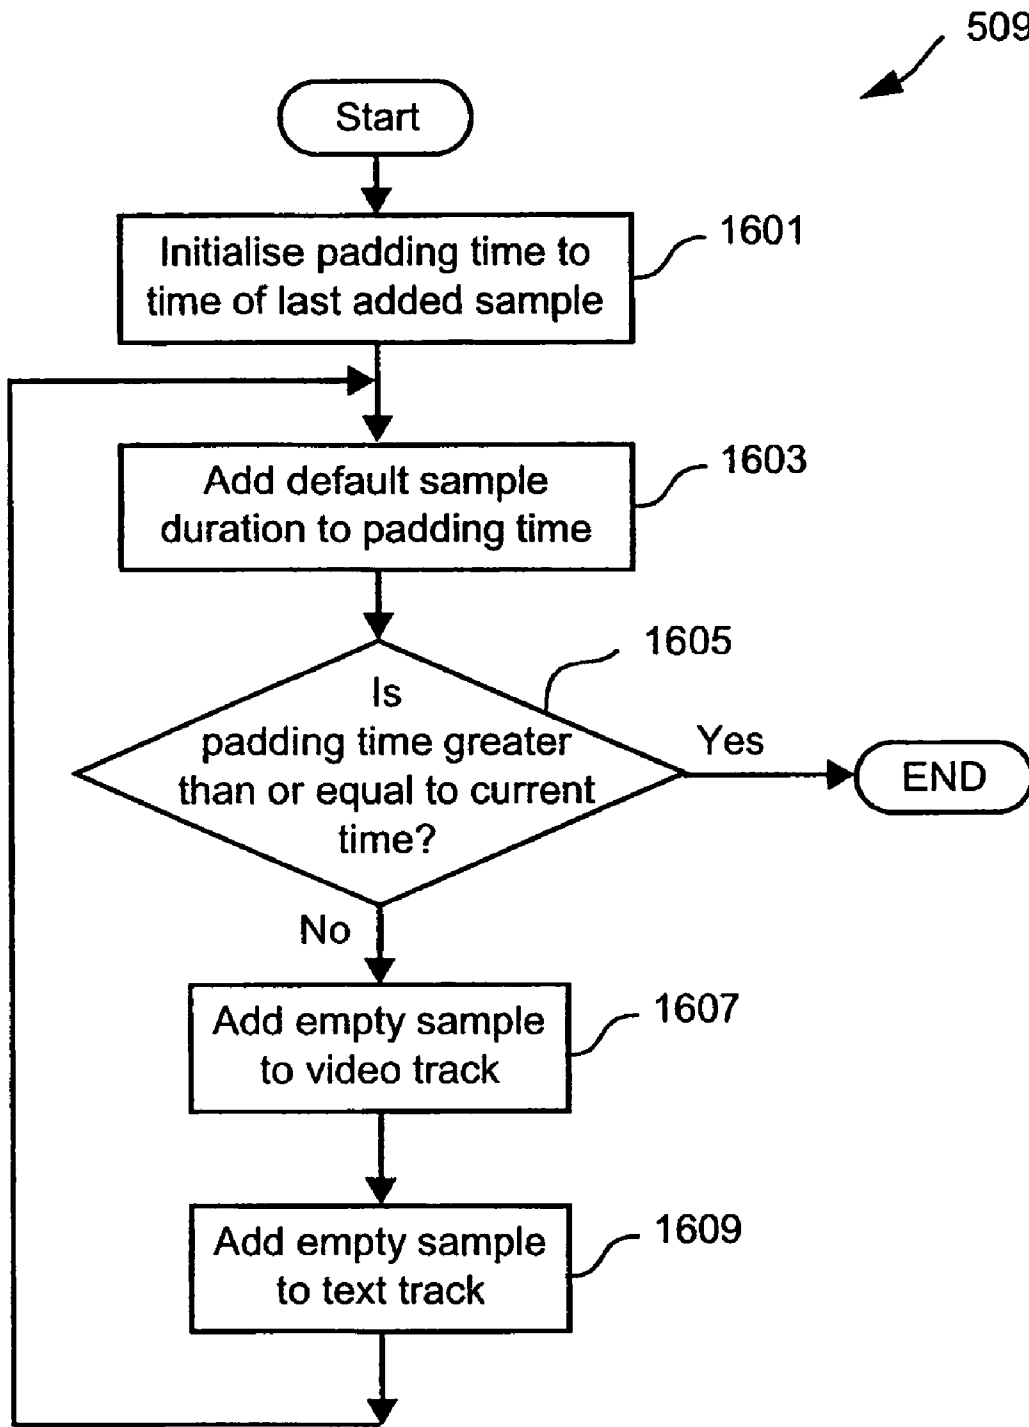 509
Start
Initialise padding time to
time of last added sample
1601
Add default sample
duration to padding time
1603
Is
padding time greater
than or equal to current
time?
1605
Yes
END
No
Add empty sample
to video track
1607
Add empty sample
to text track
1609